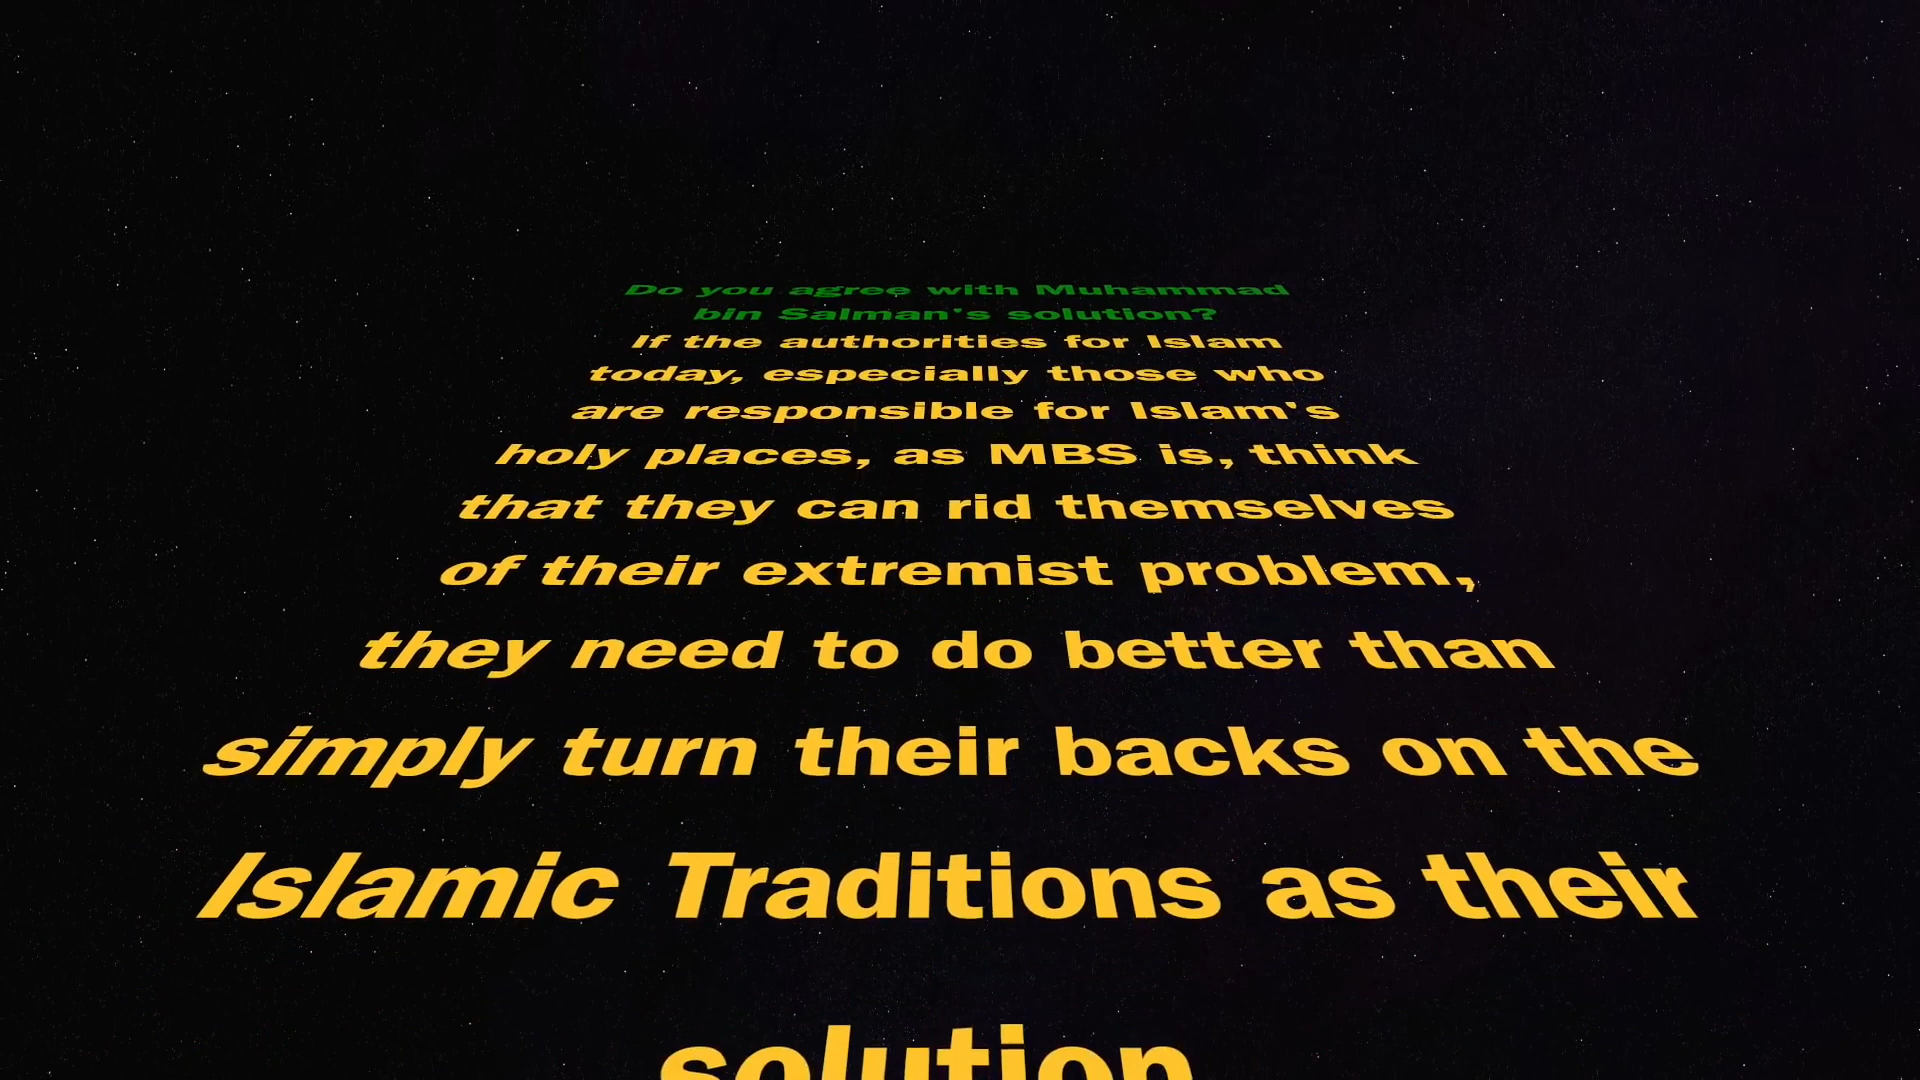 Do you agree with Muhammad
bin Salman's solution?
If the authorities for Islam
today, especially those who
are responsible for Islam's
holy places, as MBS is, think
that they can rid themselves
of their extremist problem,
they need to do better than
simply turn their backs on the
Islamic Traditions as their
solution